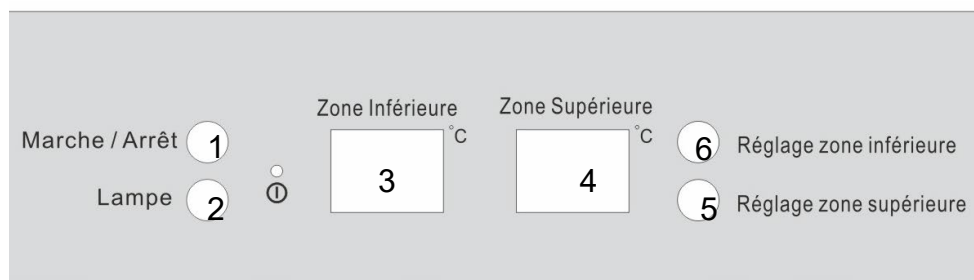 Zone Inférieure
Zone Supérieure
°C
°C
Marche / Arrêt
1
6
Réglage zone inférieure
3
4
Lampe
2
5
Réglage zone supérieure